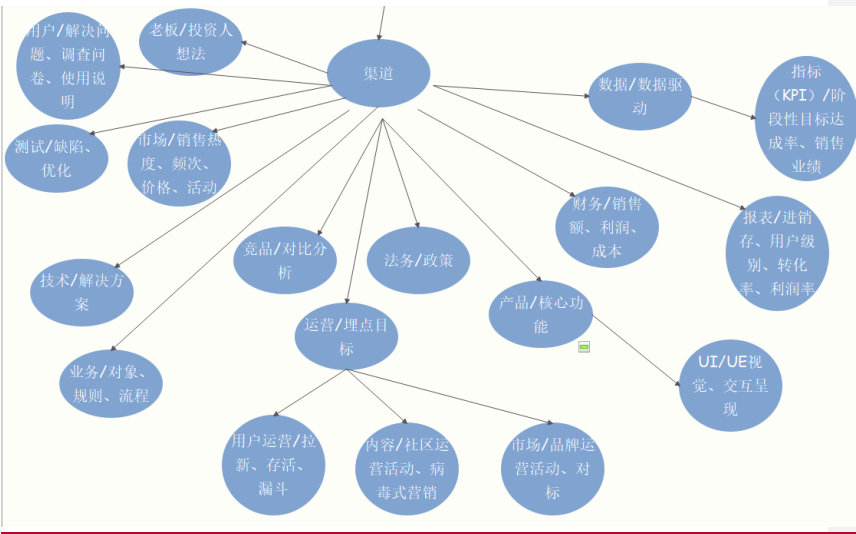 用户/解决问
题、调查问
卷、使用说
明
老板/投资人
想法
渠道
数据/数据驱
动
指标
（KPI）/阶
段性目标达
成率、销售
业绩
测试/缺陷、
优化
市场/销售热
度、频次、
价格、活动
财务/销售
额、利润、
成本
报表/进销
存、用户级
别、转化
率、利润率
竞品/对比分
析
法务/政策
技术/解决方
案
产品/核心功
能
运营/埋点目
标
业务/对象、
规则、流程
UI/UE视
觉、交互呈
现
用户运营/拉
新、存活、
漏斗
内容/社区运
营活动、病
毒式营销
市场/品牌运
营活动、对
标